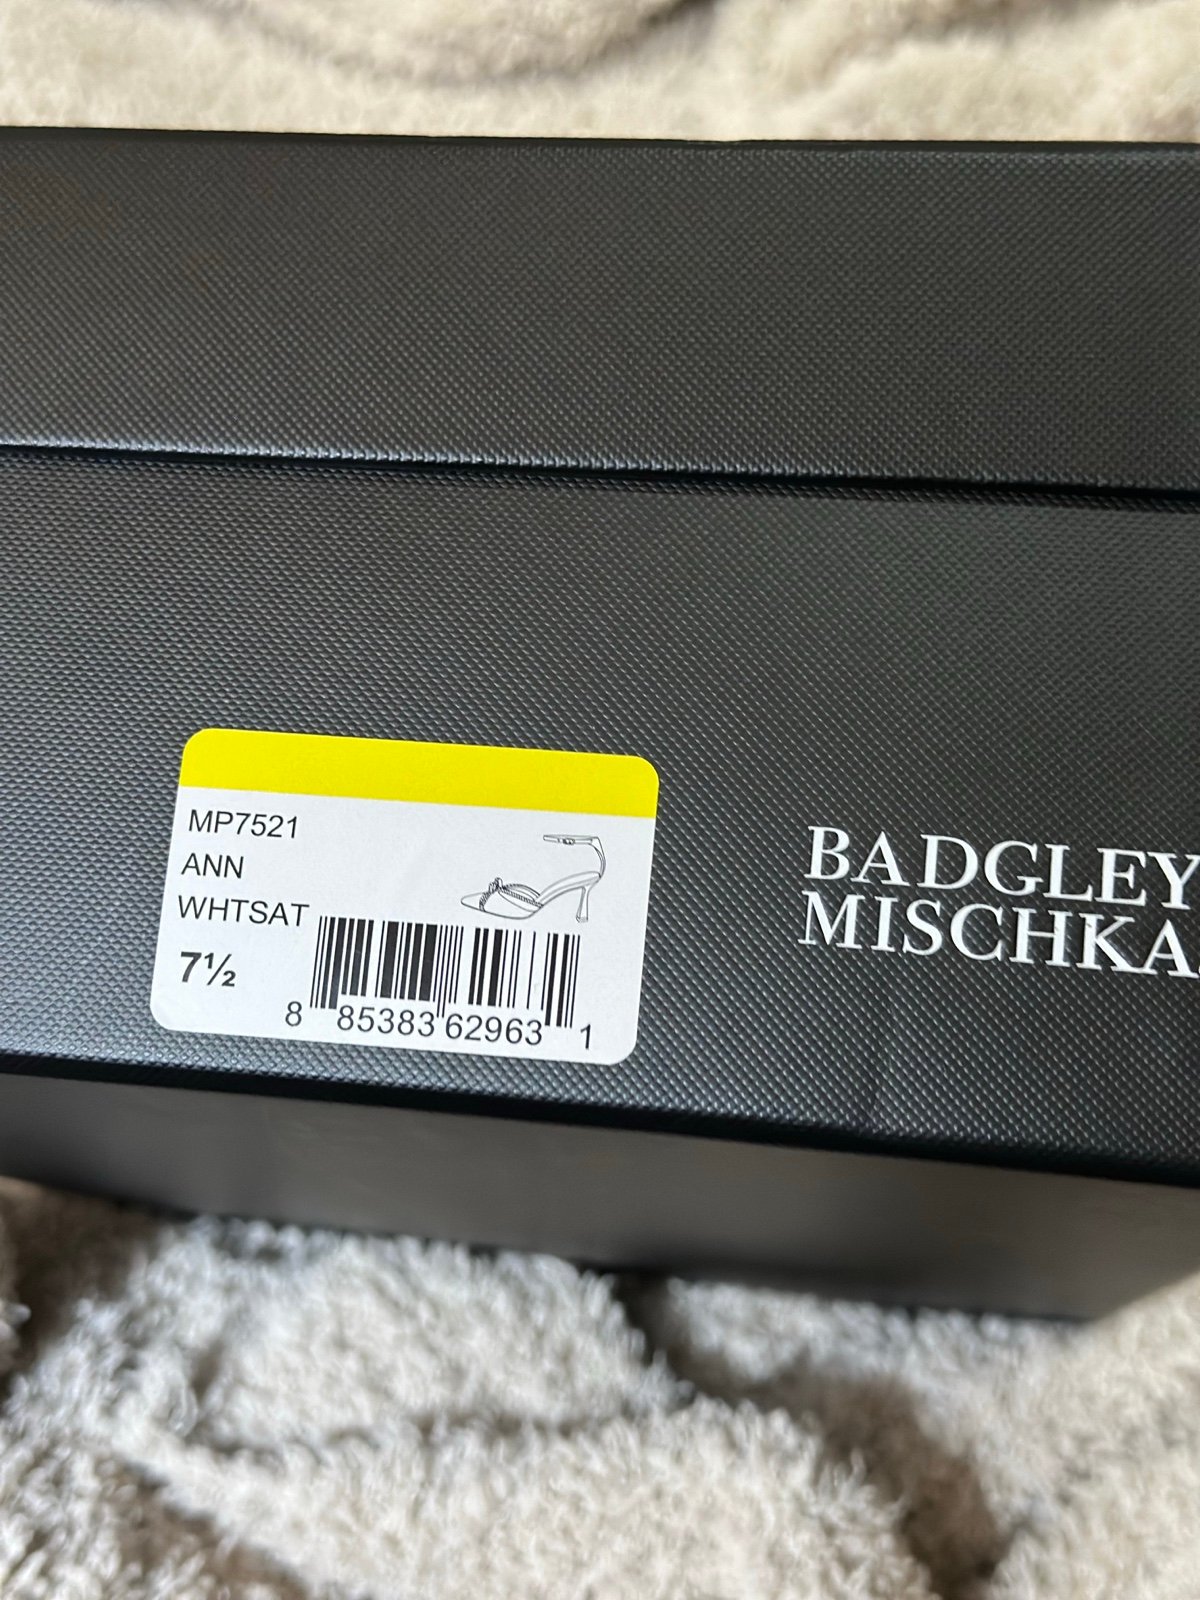 MP7521
ANN
WHTSAT
7½
8 85383 62963 1
BADGLEY
MISCHKA